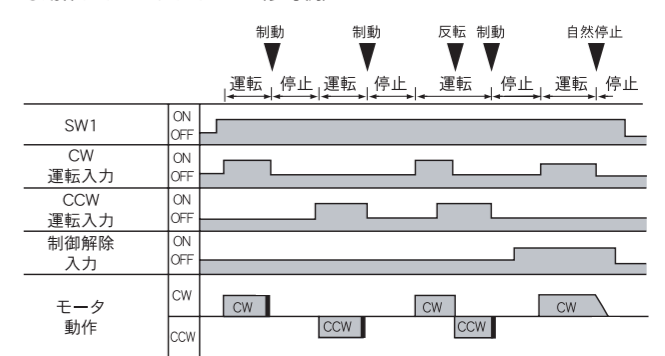 制動 制動 反転 制動 自然停止
運転 停止 運転 停止 運転 停止 運転 停止
SW1 ON
OFF
CW
運転入力 ON
OFF
CCW
運転入力 ON
OFF
制御解除
入力 ON
OFF
モータ
動作 CW
CCW
CW CCW CW CCW CW